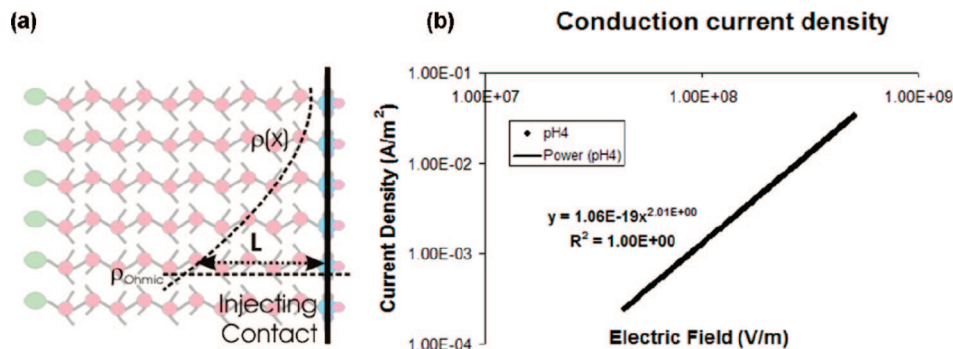 (a)
ρ(X)
L
ρOhmic
Injecting
Contact
(b)
Conduction current density
1.00E-01
1.00E+07
1.00E+08
1.00E+09
pH4
Power (pH4)
1.00E-02
y = 1.06E-19x^2.01E+00
R² = 1.00E+00
1.00E-03
1.00E-04
Current Density (A/m²)
Electric Field (V/m)